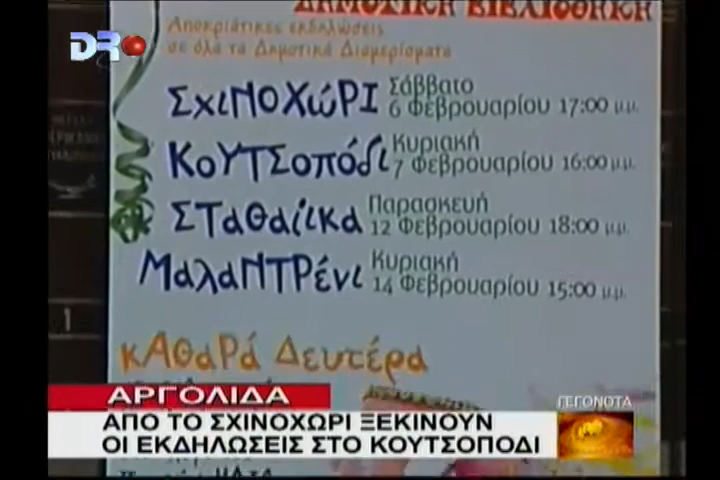 DRT
ΔΗΜΟΤΙΚΗ ΒΙΒΛΙΟΘΗΚΗ
Αποκριάτικες εκδηλώσεις
σε όλα τα Δημοτικά Διαμερίσματα
ΣχιΝΟΧώΡΙ Σάββατο
6 Φεβρουαρίου 17:00 μ.μ.
ΚοΥΤΣοπόδι Κυριακή
7 Φεβρουαρίου 16:00 μ.μ.
ΣΤαθαίικα Παρασκευή
12 Φεβρουαρίου 18:00 μ.μ.
ΜαλαΝΤΡένι Κυριακή
14 Φεβρουαρίου 15:00 μ.μ.
κΑθαΡά Δευτέρα
ΑΡΓΟΛΙΔΑ
ΑΠΟ ΤΟ ΣΧΙΝΟΧΩΡΙ ΞΕΚΙΝΟΥΝ
ΟΙ ΕΚΔΗΛΩΣΕΙΣ ΣΤΟ ΚΟΥΤΣΟΠΟΔΙ
ΓΕΓΟΝΟΤΑ